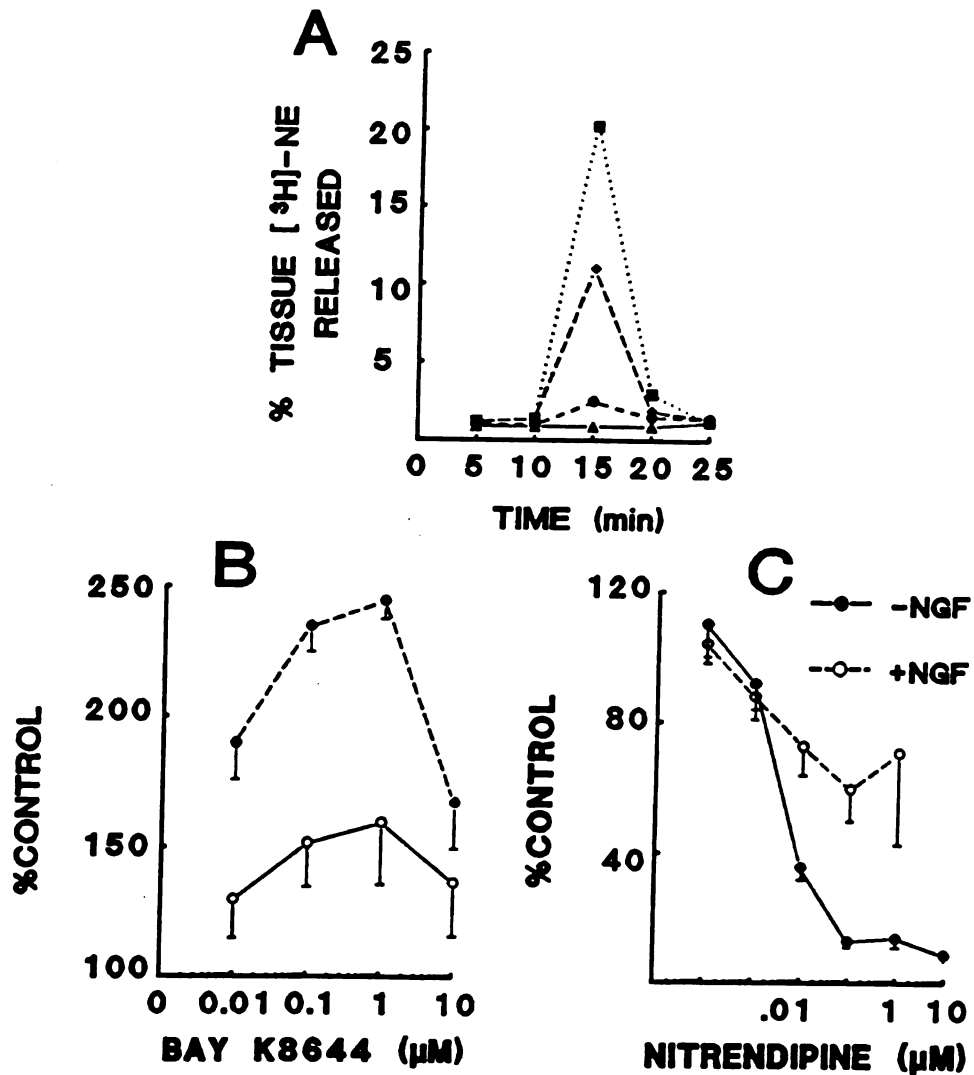 A
25
20
15
10
5
% TISSUE [³H]-NE
RELEASED
0 5 10 15 20 25
TIME (min)
B
250
200
150
100
%CONTROL
0 0.01 0.1 1 10
BAY K8644 (µM)
C
120
80
40
%CONTROL
-NGF
+NGF
.01 1 10
NITRENDIPINE (µM)